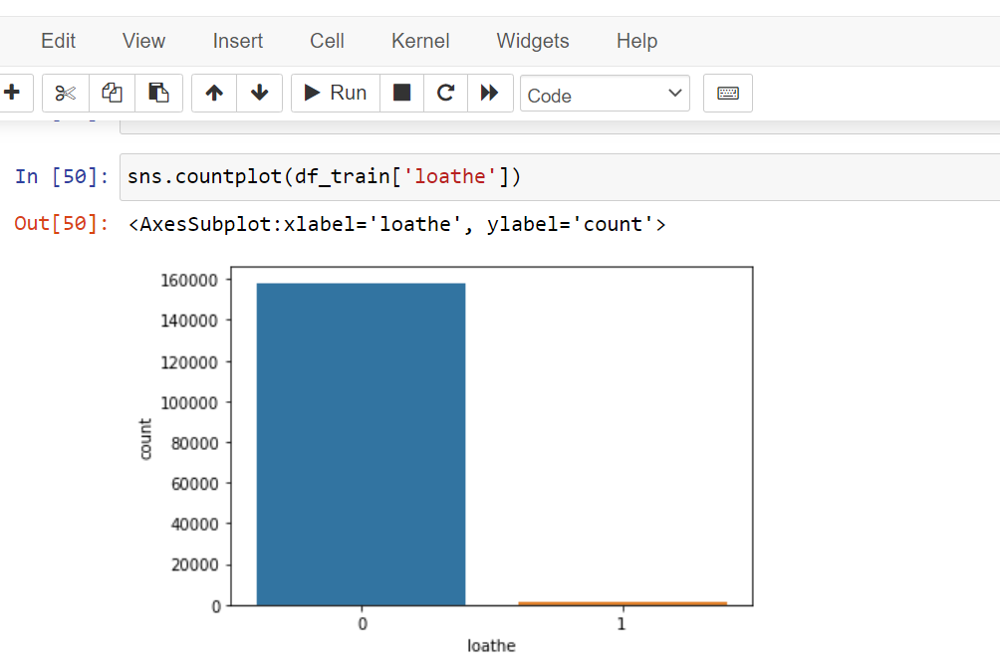 Edit View Insert Cell Kernel Widgets Help
Run Code
In [50]: sns.countplot(df_train['loathe'])
Out[50]: <AxesSubplot:xlabel='loathe', ylabel='count'>
160000
140000
120000
100000
80000
60000
40000
20000
0
count
0 1
loathe